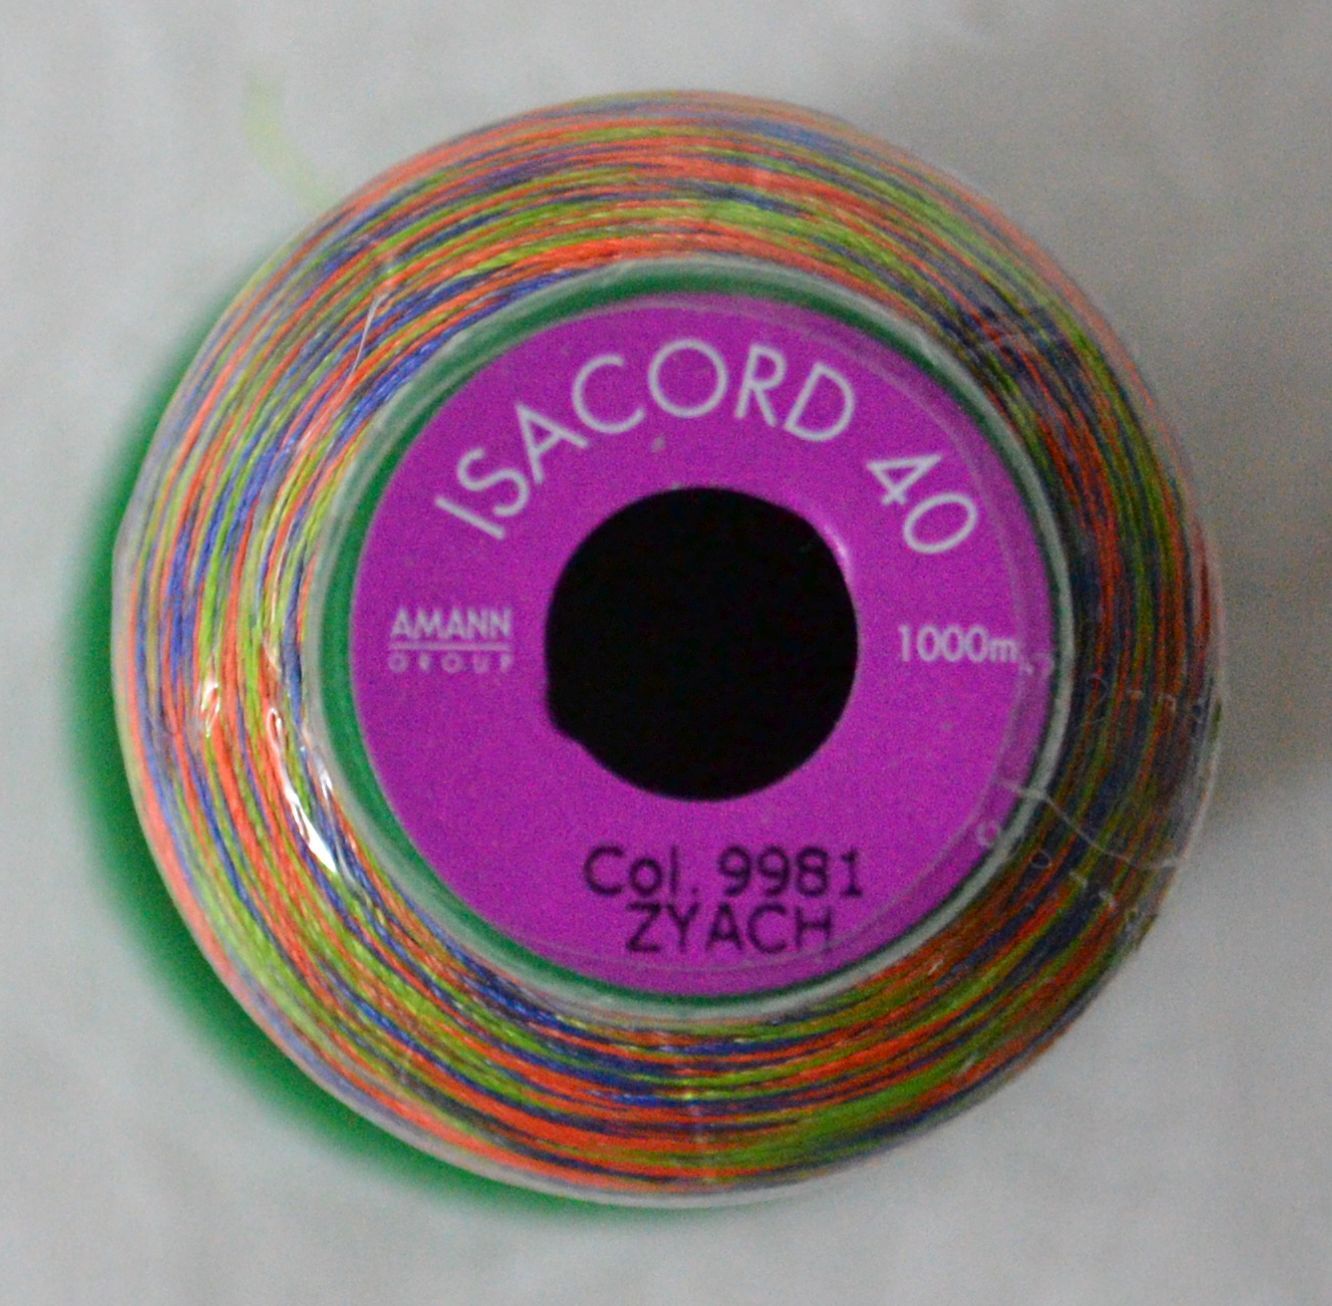 ISACORD 40
AMANN
GROUP
1000m
Col. 9981
ZYACH